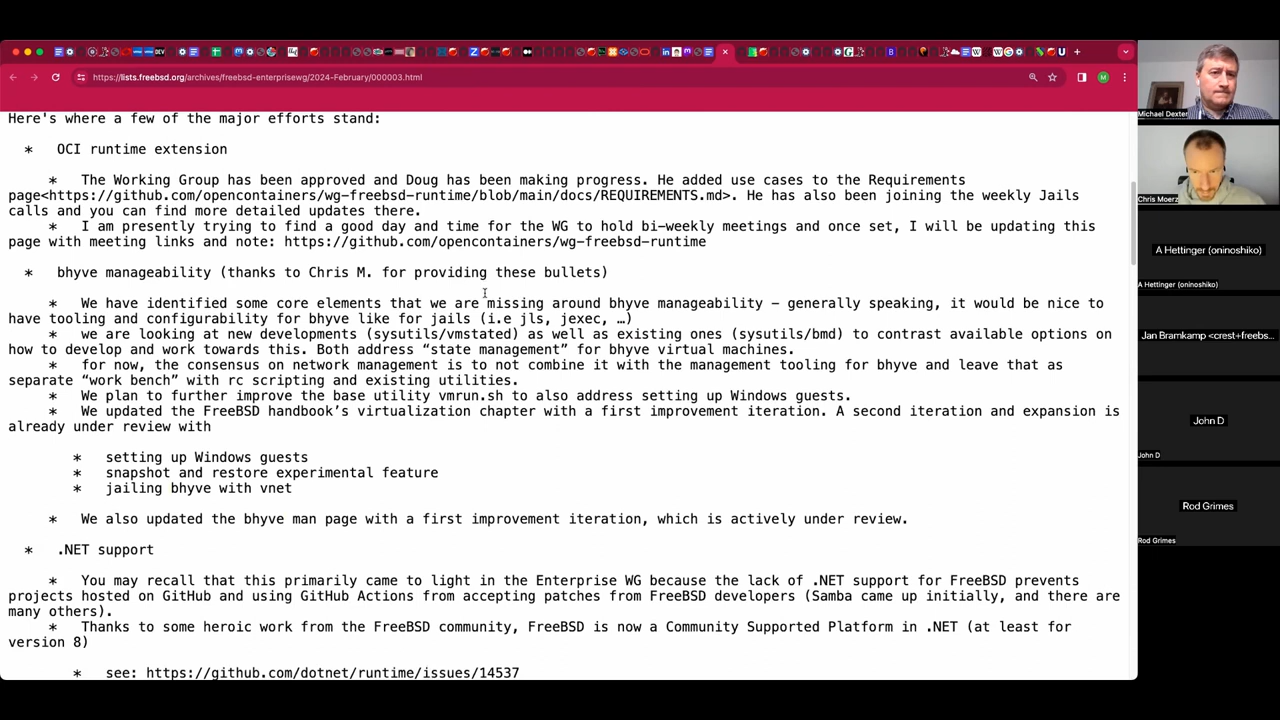 https://lists.freebsd.org/archives/freebsd-enterprisewg/2024-February/000003.html
Here's where a few of the major efforts stand:
* OCI runtime extension
* The Working Group has been approved and Doug has been making progress. He added use cases to the Requirements
page<https://github.com/opencontainers/wg-freebsd-runtime/blob/main/docs/REQUIREMENTS.md>. He has also been joining the weekly Jails
calls and you can find more detailed updates there.
* I am presently trying to find a good day and time for the WG to hold bi-weekly meetings and once set, I will be updating this
page with meeting links and note: https://github.com/opencontainers/wg-freebsd-runtime
* bhyve manageability (thanks to Chris M. for providing these bullets)
* We have identified some core elements that we are mising around bhyve manageability – generally speaking, it would be nice to
have tooling and configurability for bhyve like for jails (i.e jls, jexec, …)
* we are looking at new developments (sysutils/vmstated) as well as existing ones (sysutils/bmd) to contrast available options on
how to develop and work towards this. Both address “state management” for bhyve virtual machines.
* for now, the consensus on network management is to not combine it with the management tooling for bhyve and leave that as
separate “work bench” with rc scripting and existing utilities.
* We plan to further improve the base utility vmrun.sh to also address setting up Windows guests.
* We updated the FreeBSD handbook’s virtualization chapter with a first improvement iteration. A second iteration and expansion is
already under review with
* setting up Windows guests
* snapshot and restore experimental feature
* jailing bhyve with vnet
* We also updated the bhyve man page with a first improvement iteration, which is actively under review.
* .NET support
* You may recall that this primarily came to light in the Enterprise WG because the lack of .NET support for FreeBSD prevents
projects hosted on GitHub and using GitHub Actions from accepting patches from FreeBSD developers (Samba came up initially, and there are
many others).
* Thanks to some heroic work from the FreeBSD community, FreeBSD is now a Community Supported Platform in .NET (at least for
version 8)
* see: https://github.com/dotnet/runtime/issues/14537
Michael Dexter
Chris Moerz
A Hettinger (oninoshiko)
A Hettinger (oninoshiko)
Jan Bramkamp <crest+freebs...
John D
John D
Rod Grimes
Rod Grimes